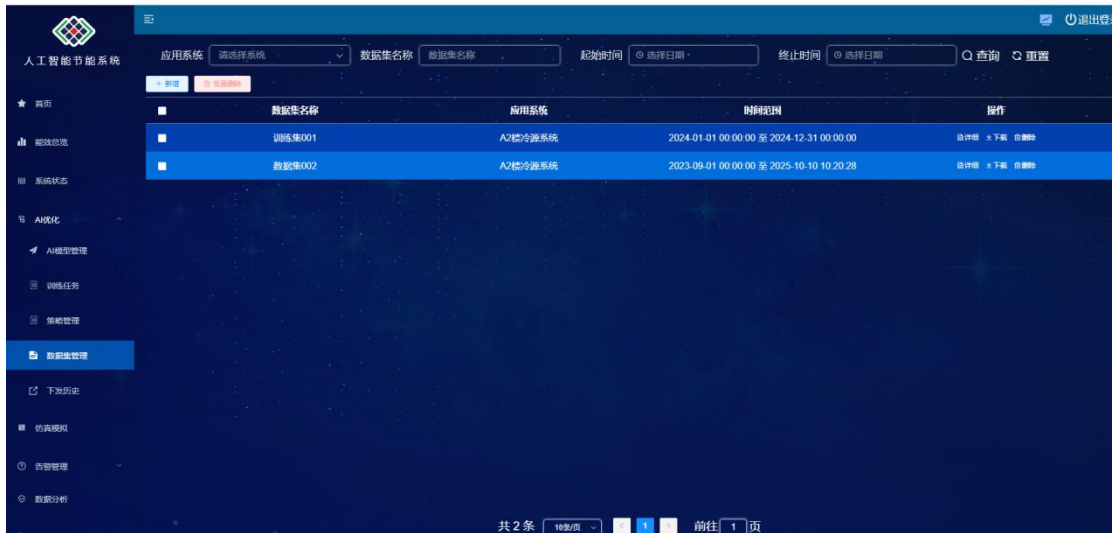 退出登
人工智能节能系统
应用系统 请选择系统 数据集名称 数据集名称 起始时间 选择日期 终止时间 选择日期 查询 重置
+ 新增 批量删除
首页
数据集名称 应用系统 时间范围 操作
能效总览
训练集001 A2楼冷源系统 2024-01-01 00:00:00 至 2024-12-31 00:00:00 详细 下载 删除
数据集002 A2楼冷源系统 2023-09-01 00:00:00 至 2025-10-10 10:20:28 详细 下载 删除
系统状态
AI优化
AI模型管理
训练任务
策略管理
数据集管理
下发历史
仿真模拟
告警管理
数据分析
共 2 条 10条/页 1 前往 1 页